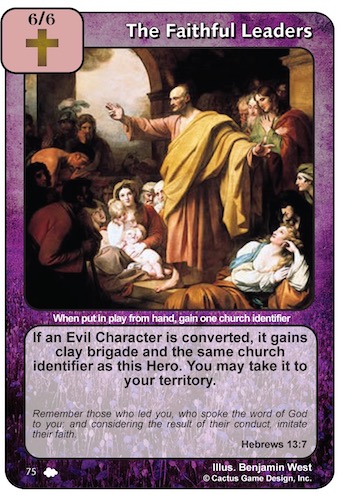 6/6
The Faithful Leaders
When put in play from hand, gain one church identifier
If an Evil Character is converted, it gains
clay brigade and the same church
identifier as this Hero. You may take it to
your territory.
Remember those who led you, who spoke the word of God
to you; and considering the result of their conduct, imitate
their faith.
Hebrews 13:7
75
Illus. Benjamin West
© Cactus Game Design, Inc.